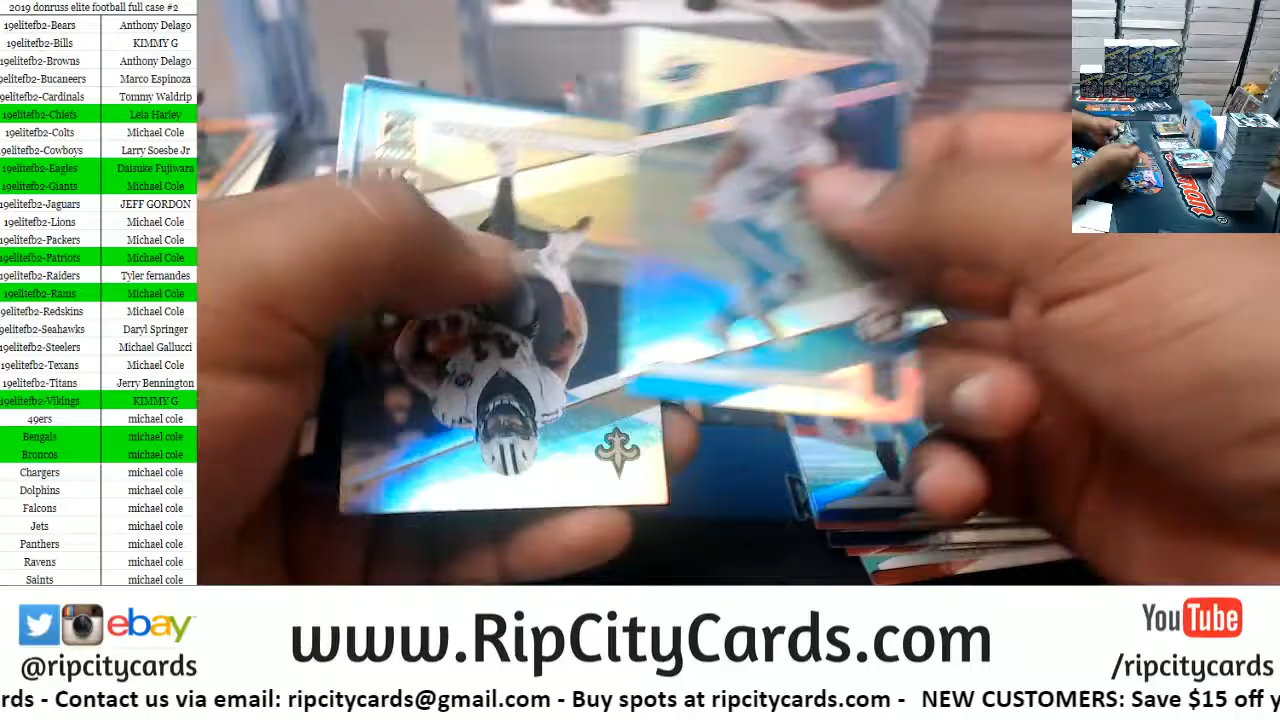 2019 donruss elite football full case #2
19elitefb2-Bears Anthony Delago
19elitefb2-Bills KIMMY G
19elitefb2-Browns Anthony Delago
9elitefb2-Bucaneers Marco Espinoza
9elitefb2-Cardinals Tommy Waldrip
19elitefb2-Chiefs Leia Harley
19elitefb2-Colts Michael Cole
19elitefb2-Cowboys Larry Soesbe Jr
19elitefb2-Eagles Daisuke Fujiwara
19elitefb2-Giants Michael Cole
19elitefb2-Jaguars JEFF GORDON
19elitefb2-Lions Michael Cole
19elitefb2-Packers Michael Cole
19elitefb2-Patriots Michael Cole
19elitefb2-Raiders Tyler fernandes
19elitefb2-Rams Michael Cole
9elitefb2-Redskins Michael Cole
9elitefb2-Seahawks Daryl Springer
19elitefb2-Steelers Michael Gallucci
19elitefb2-Texans Michael Cole
19elitefb2-Titans Jerry Bennington
19elitefb2-Vikings KIMMY G
49ers michael cole
Bengals michael cole
Broncos michael cole
Chargers michael cole
Dolphins michael cole
Falcons michael cole
Jets michael cole
Panthers michael cole
Ravens michael cole
Saints michael cole
ebay
@ripcitycards
www.RipCityCards.com
YouTube
/ripcitycards
rds - Contact us via email: ripcitycards@gmail.com - Buy spots at ripcitycards.com - NEW CUSTOMERS: Save $15 off y